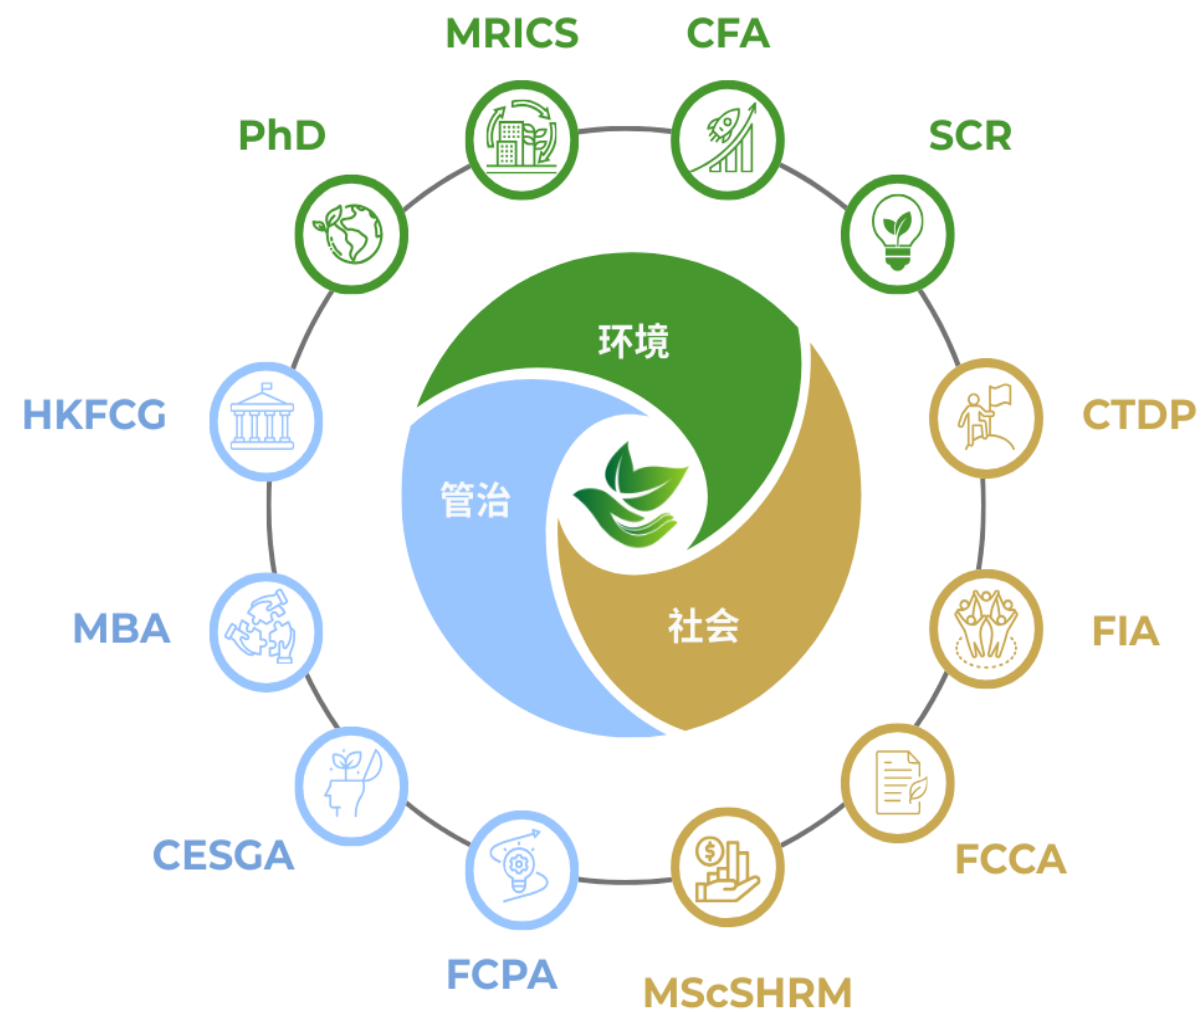 MRICS
CFA
PhD
SCR
环境
HKFCG
CTDP
管治
社会
MBA
FIA
CESGA
FCCA
FCPA
MScSHRM